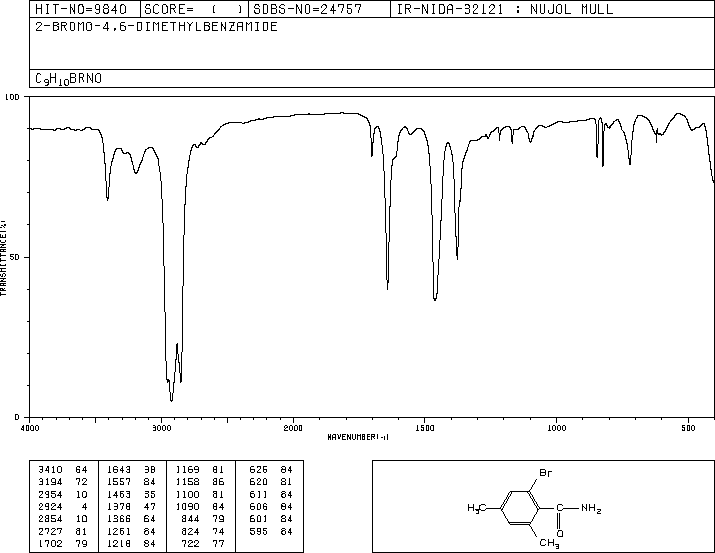 HIT-NO=9840 SCORE= ( ) SDBS-NO=24757 IR-NIDA-32121 : NUJOL MULL
2-BROMO-4,6-DIMETHYLBENZAMIDE
C9H10BRNO
100
TRANSMITTANCE(%)
50
0
4000 3000 2000 1500 1000 500
WAVENUMBER(-1)
3410 64 1643 38 1169 81 626 84
3194 72 1557 84 1158 86 620 81
2954 10 1463 35 1100 81 611 84
2924 4 1378 47 1090 84 606 84
2854 10 1366 64 844 79 601 84
2727 81 1261 84 824 74 595 84
1702 79 1218 84 722 77
Br
H3C
C
NH2
O
CH3